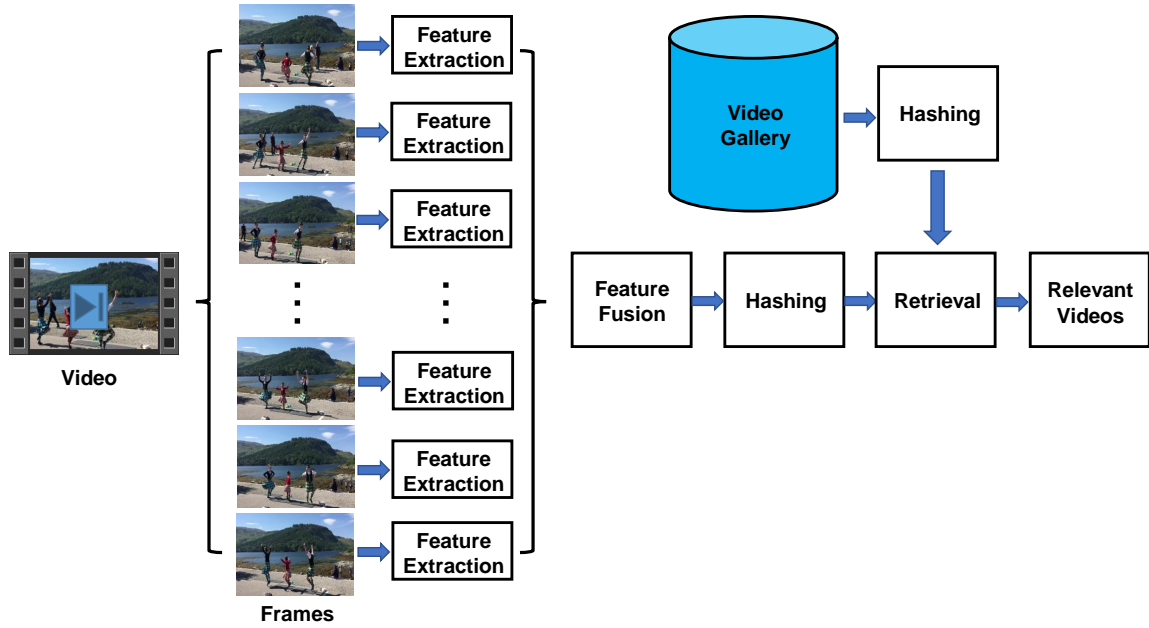 Video
Feature
Extraction
Feature
Extraction
Feature
Extraction
Feature
Extraction
Feature
Extraction
Feature
Extraction
Frames
Video
Gallery
Hashing
Feature
Fusion
Hashing
Retrieval
Relevant
Videos